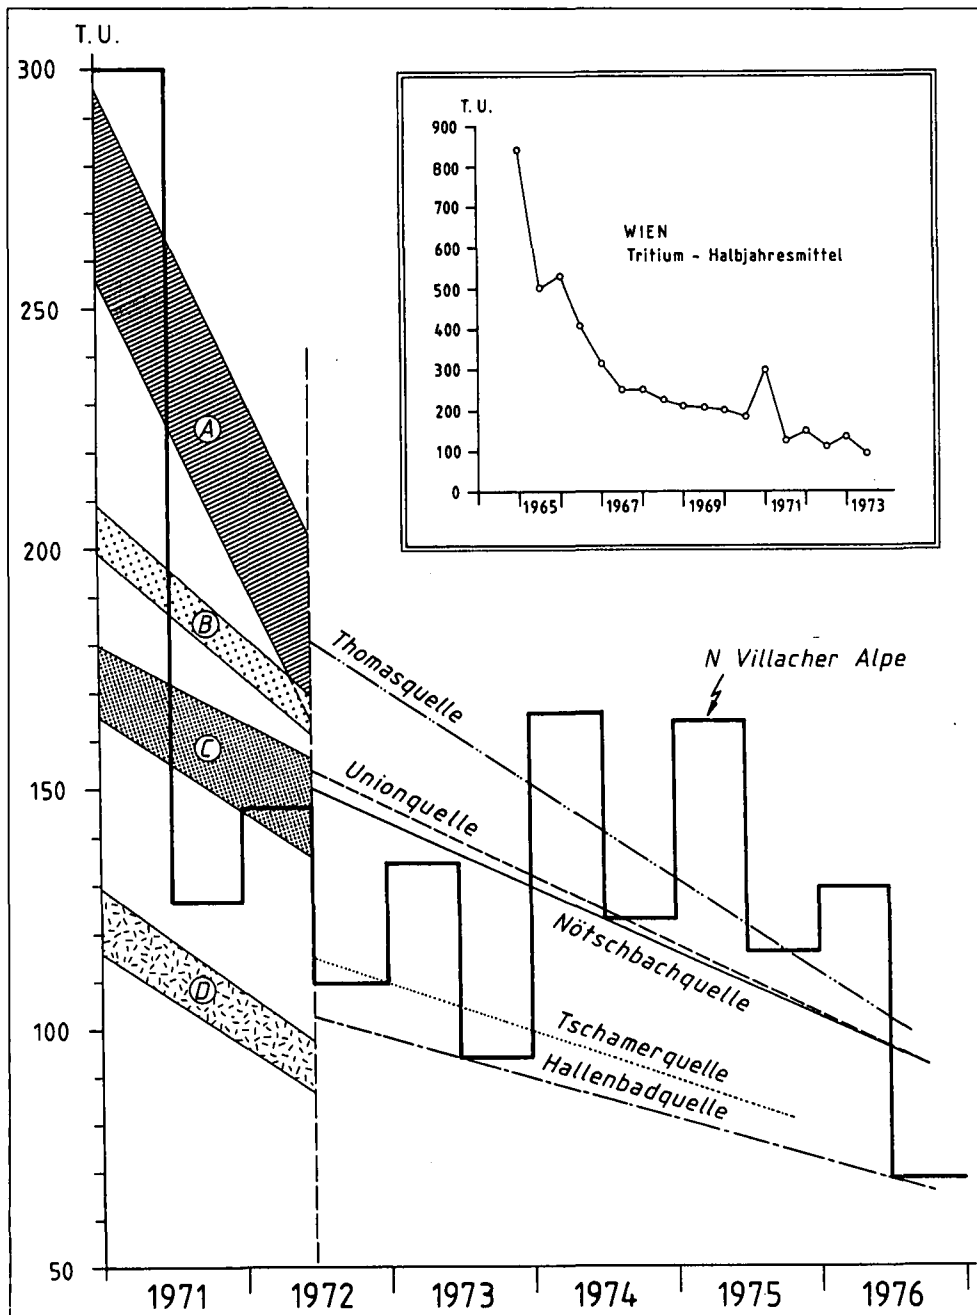 T.U.
300
250
200
150
100
50
A
B
C
D
T.U.
900
800
700
600
500
400
300
200
100
0
WIEN
Tritium - Halbjahresmittel
1965 1967 1969 1971 1973
Thomasquelle
N Villacher Alpe
Unionquelle
Nötschbachquelle
Tschamerquelle
Hallenbadquelle
1971 1972 1973 1974 1975 1976